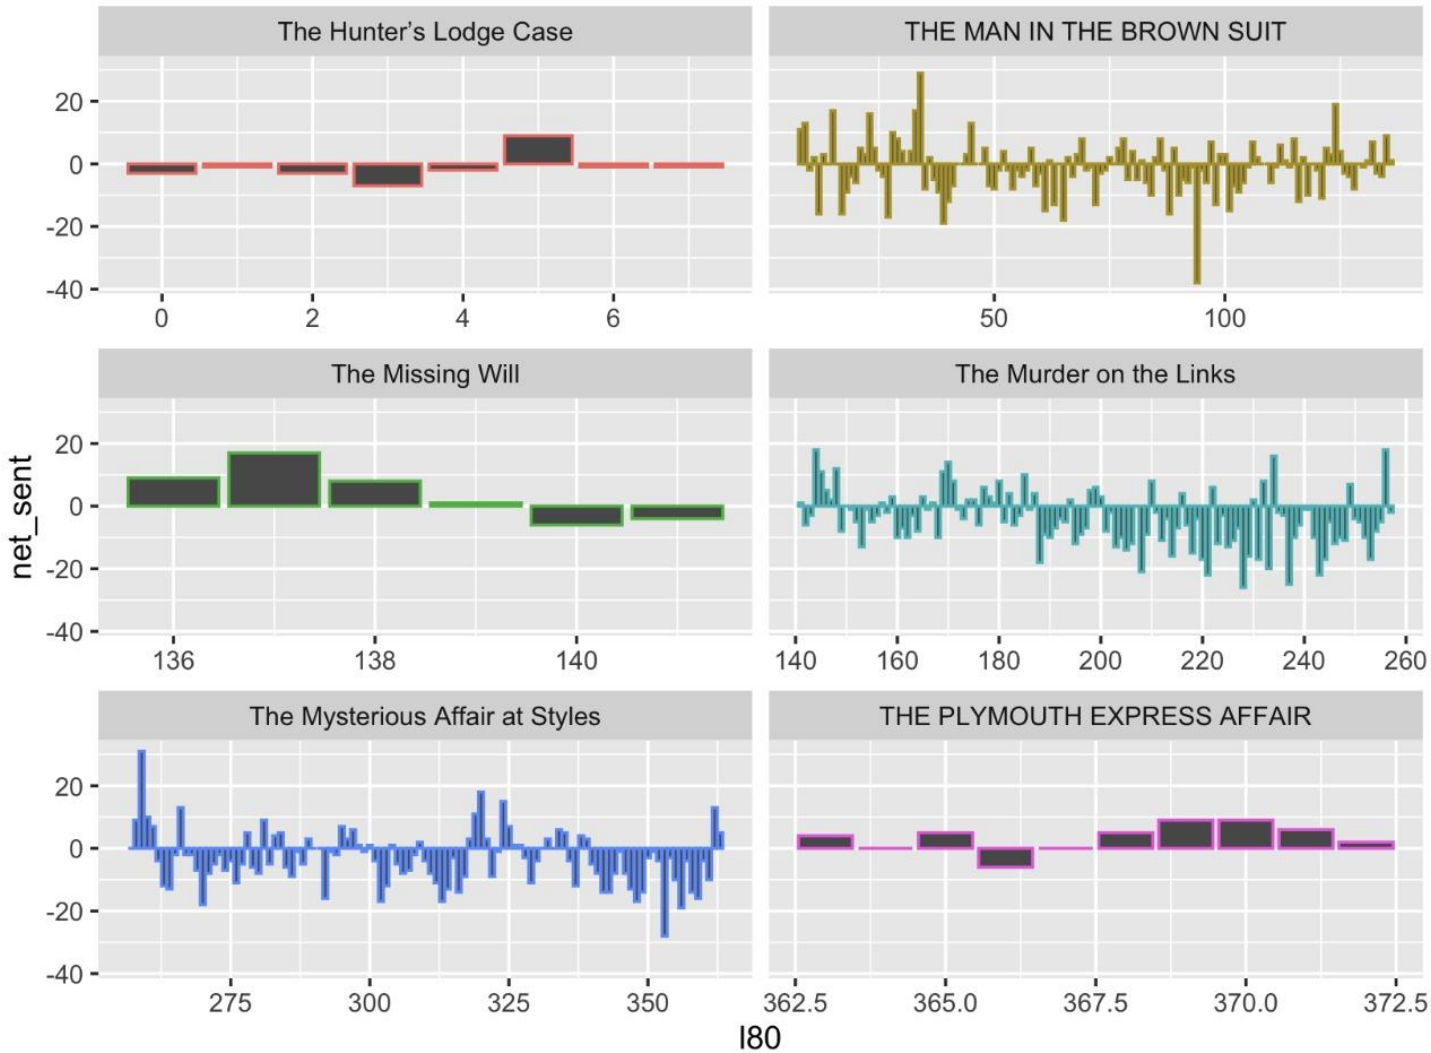 The Hunter’s Lodge Case
THE MAN IN THE BROWN SUIT
20
0
-20
-40
0 2 4 6
50 100
The Missing Will
The Murder on the Links
20
0
-20
-40
136 138 140
140 160 180 200 220 240 260
The Mysterious Affair at Styles
THE PLYMOUTH EXPRESS AFFAIR
20
0
-20
-40
275 300 325 350
362.5 365.0 367.5 370.0 372.5
net_sent
l80